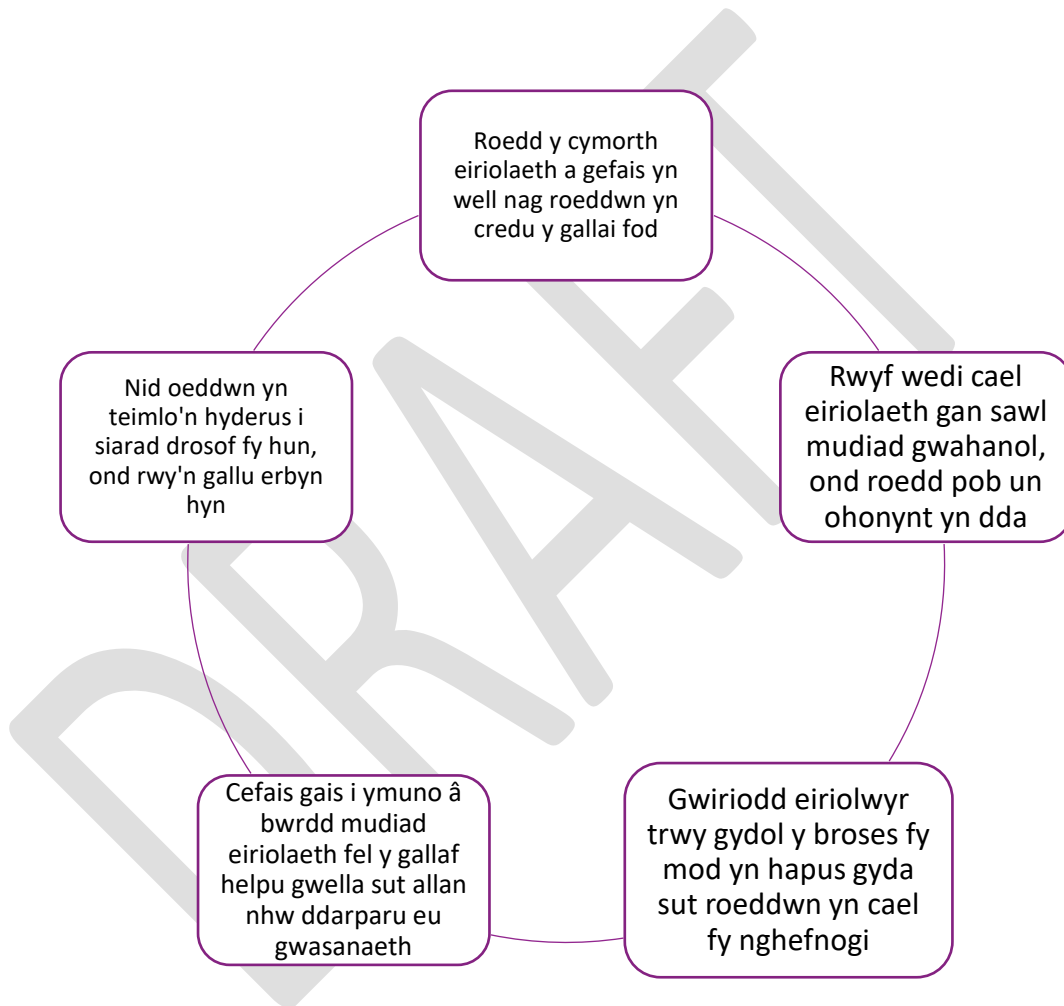 Roedd y cymorth
eiriolaeth a gefais yn
well nag roeddwn yn
credu y gallai fod
Rwyf wedi cael
eiriolaeth gan sawl
mudiad gwahanol,
ond roedd pob un
ohonynt yn dda
Gwiriodd eiriolwyr
trwy gydol y broses fy
mod yn hapus gyda
sut roeddwn yn cael
fy nghefnogi
Cefais gais i ymuno â
bwrdd mudiad
eiriolaeth fel y gallaf
helpu gwella sut allan
nhw ddarparu eu
gwasanaeth
Nid oeddwn yn
teimlo'n hyderus i
siarad drosof fy hun,
ond rwy'n gallu erbyn
hyn
DRAFT